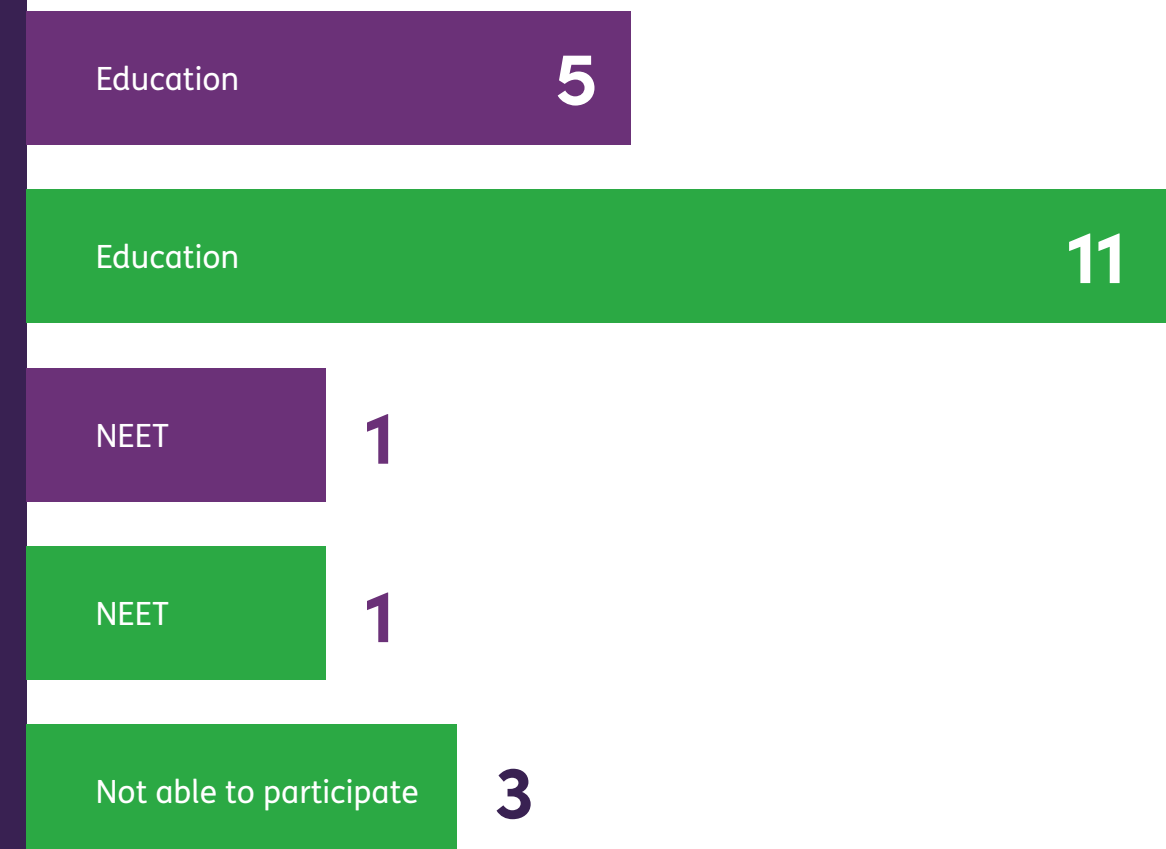 Education 5
Education 11
NEET 1
NEET 1
Not able to participate 3